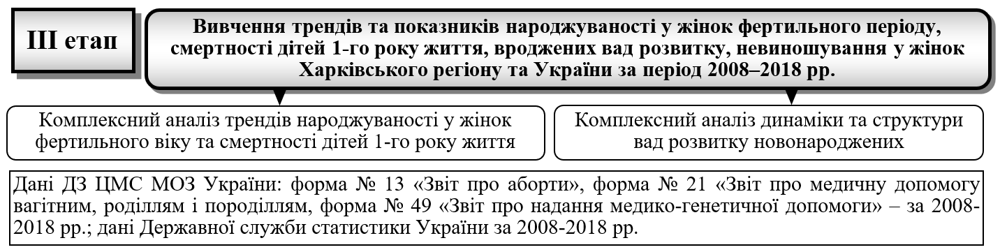 ІІІ етап
Вивчення трендів та показників народжуваності у жінок фертильного періоду,
смертності дітей 1-го року життя, вроджених вад розвитку, невиношування у жінок
Харківського регіону та України за період 2008–2018 рр.
Комплексний аналіз трендів народжуваності у жінок
фертильного віку та смертності дітей 1-го року життя
Комплексний аналіз динаміки та структури
вад розвитку новонароджених
Дані ДЗ ЦМС МОЗ України: форма № 13 «Звіт про аборти», форма № 21 «Звіт про медичну допомогу
вагітним, роділлям і породіллям, форма № 49 «Звіт про надання медико-генетичної допомоги» – за 2008-
2018 рр.; дані Державної служби статистики України за 2008-2018 рр.